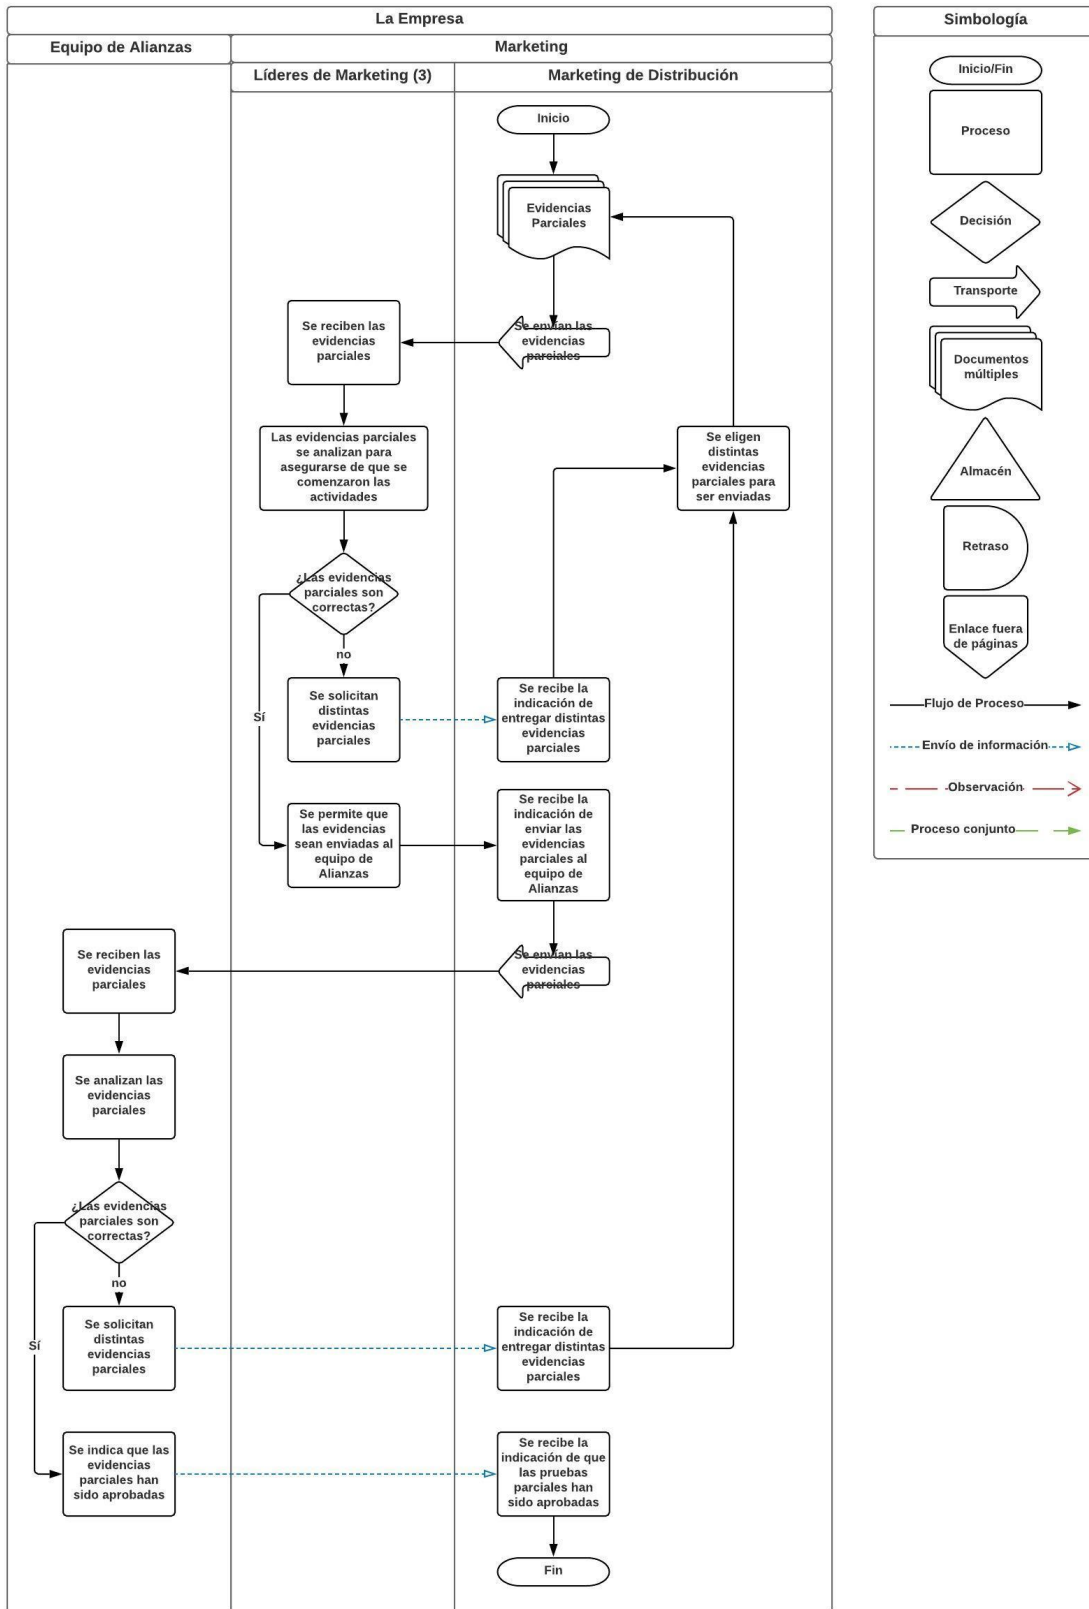 La Empresa
Equipo de Alianzas
Marketing
Líderes de Marketing (3)
Marketing de Distribución
Inicio
Evidencias
Parciales
Se envían las
evidencias
parciales
Se reciben las
evidencias
parciales
Las evidencias parciales
se analizan para
asegurarse de que se
comenzaron las
actividades
Se eligen
distintas
evidencias
parciales para
ser enviadas
¿Las evidencias
parciales son
correctas?
no
Sí
Se solicitan
distintas
evidencias
parciales
Se recibe la
indicación de
entregar distintas
evidencias
parciales
Se permite que
las evidencias
sean enviadas al
equipo de
Alianzas
Se recibe la
indicación de
enviar las
evidencias
parciales al
equipo de
Alianzas
Se envían las
evidencias
parciales
Se reciben las
evidencias
parciales
Se analizan las
evidencias
parciales
¿Las evidencias
parciales son
correctas?
no
Sí
Se solicitan
distintas
evidencias
parciales
Se recibe la
indicación de
entregar distintas
evidencias
parciales
Se indica que las
evidencias
parciales han
sido aprobadas
Se recibe la
indicación de que
las pruebas
parciales han
sido aprobadas
Fin
Simbología
Inicio/Fin
Proceso
Decisión
Transporte
Documentos
múltiples
Almacén
Retraso
Enlace fuera
de páginas
Flujo de Proceso
Envío de información
Observación
Proceso conjunto